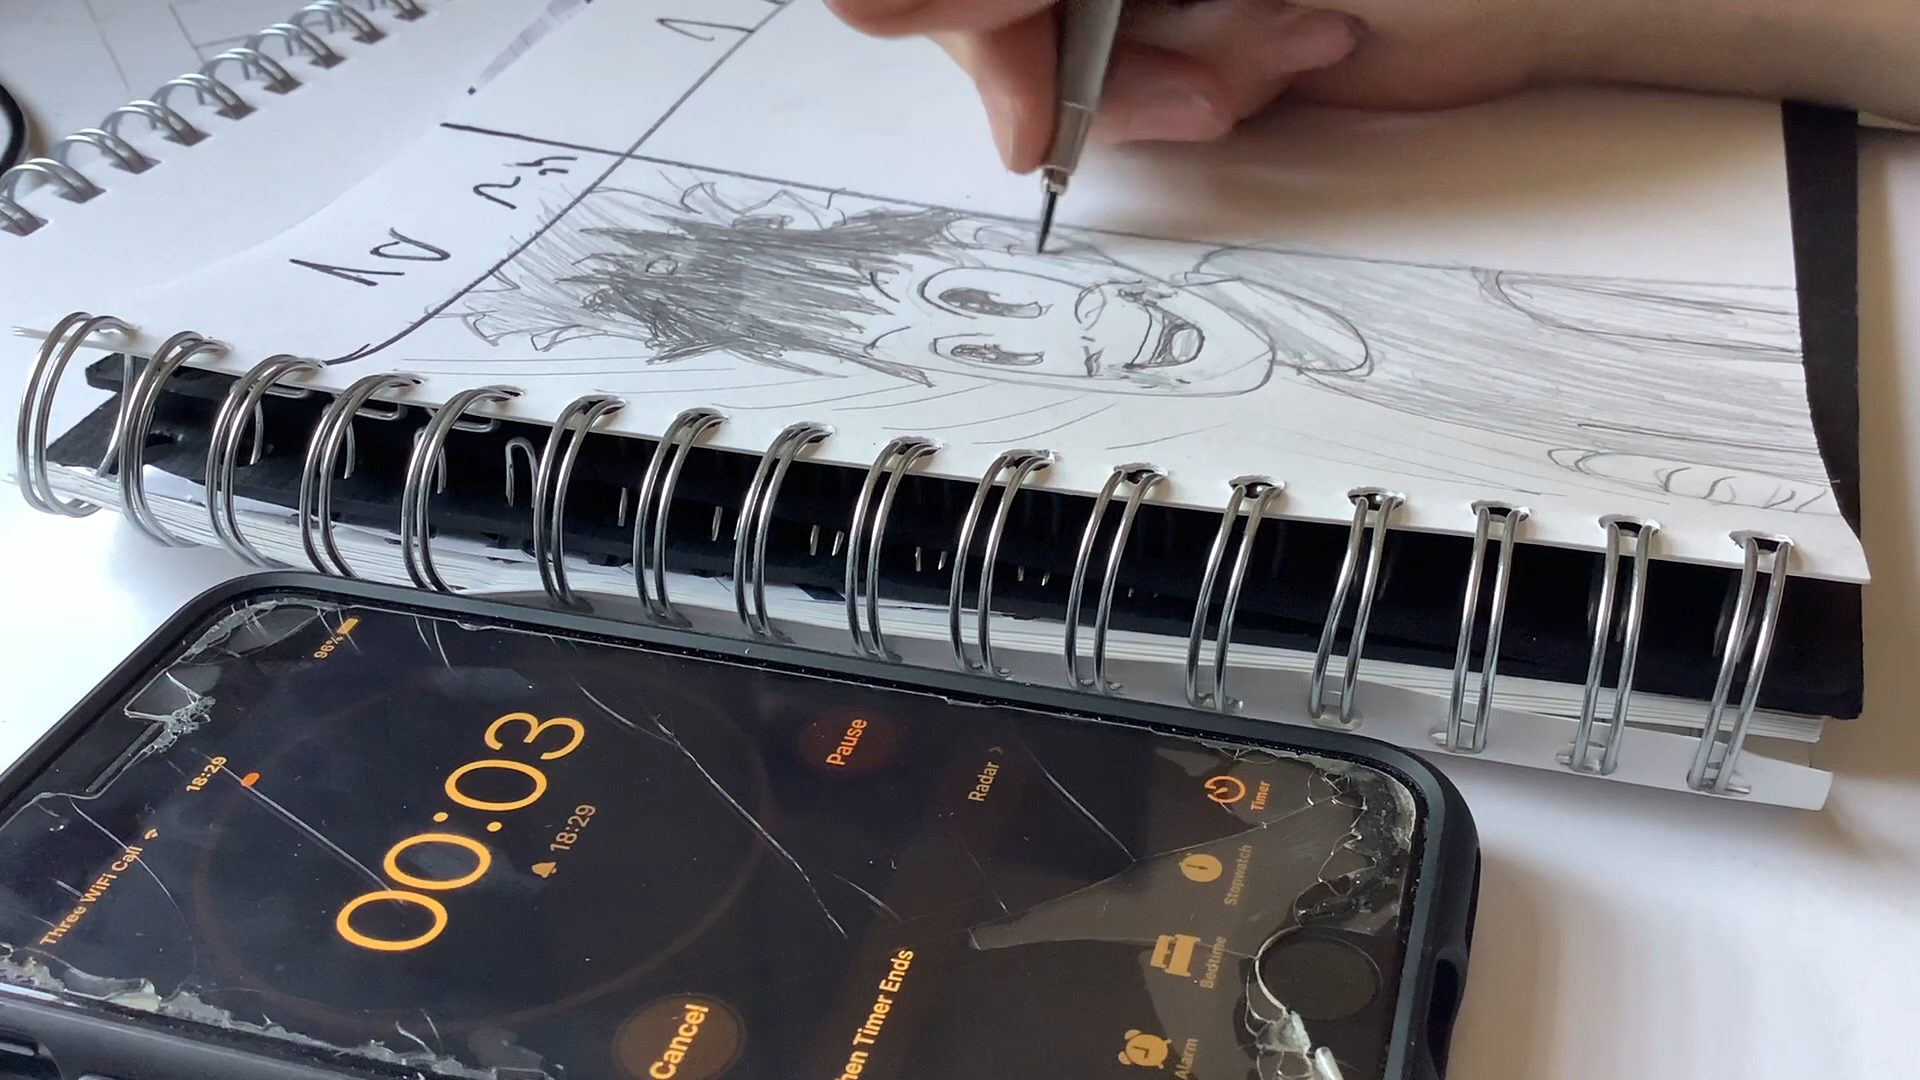 Three WiFi Call
18:29
96%
00:03
18:29
Cancel
Pause
hen Timer Ends
Radar
Alarm
Bedtime
Stopwatch
Timer